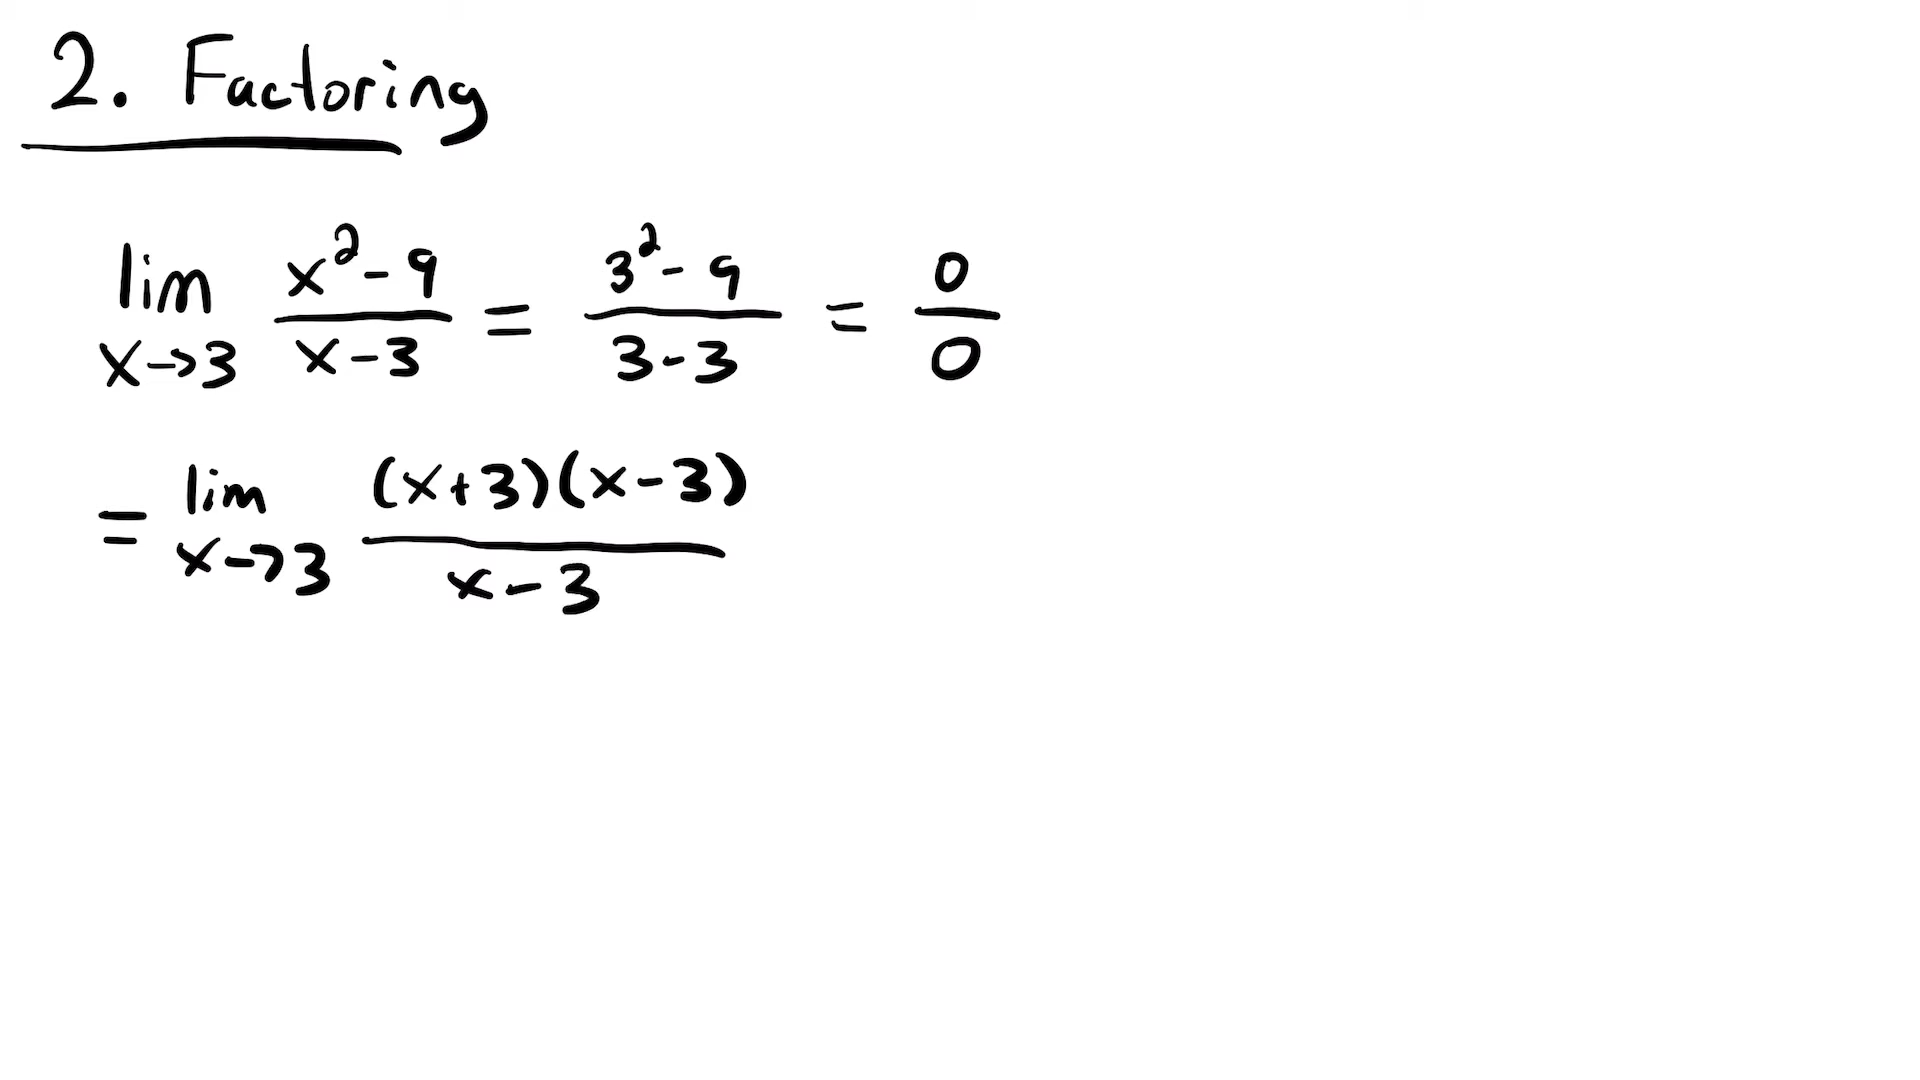 2. Factoring
lim x→3 (x² - 9)/(x - 3) = (3² - 9)/(3 - 3) = 0/0
= lim x→3 ((x+3)(x-3))/(x - 3)